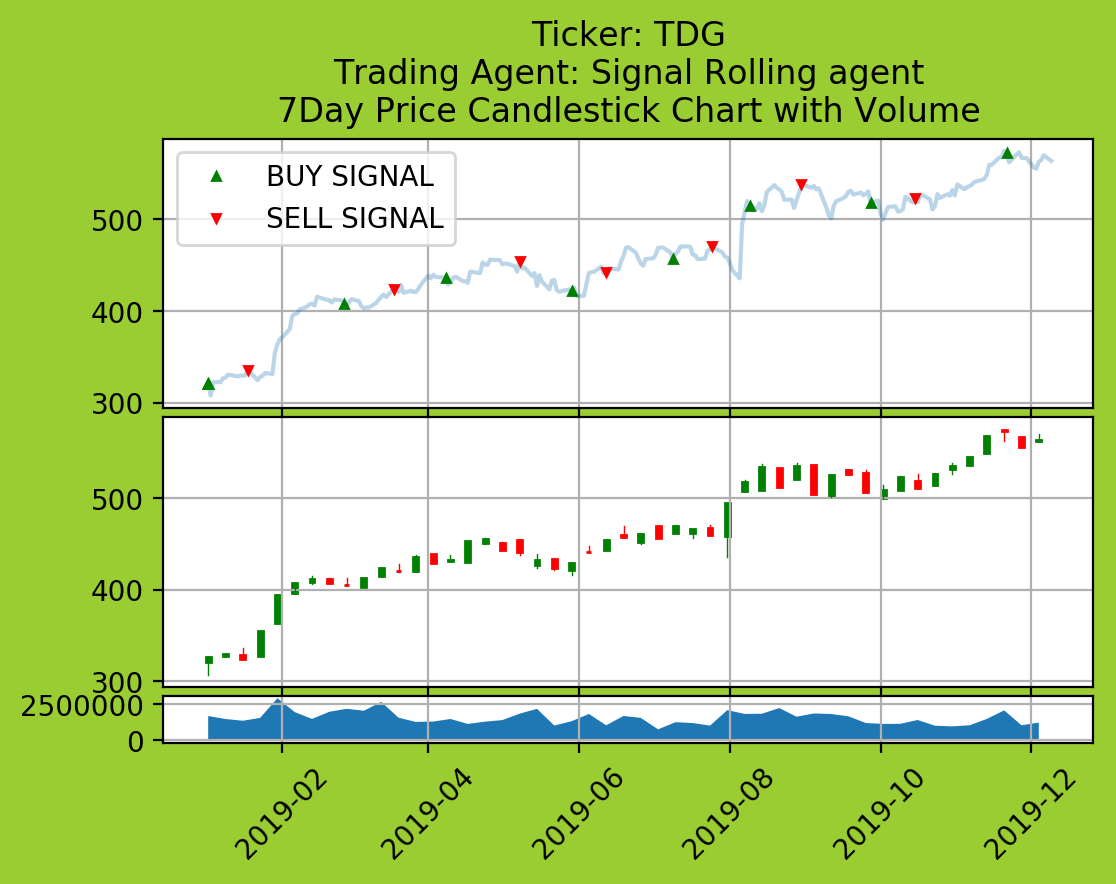 Ticker: TDG
Trading Agent: Signal Rolling agent
7Day Price Candlestick Chart with Volume
BUY SIGNAL
SELL SIGNAL
500
400
300
500
400
300
2500000
0
2019-02
2019-04
2019-06
2019-08
2019-10
2019-12